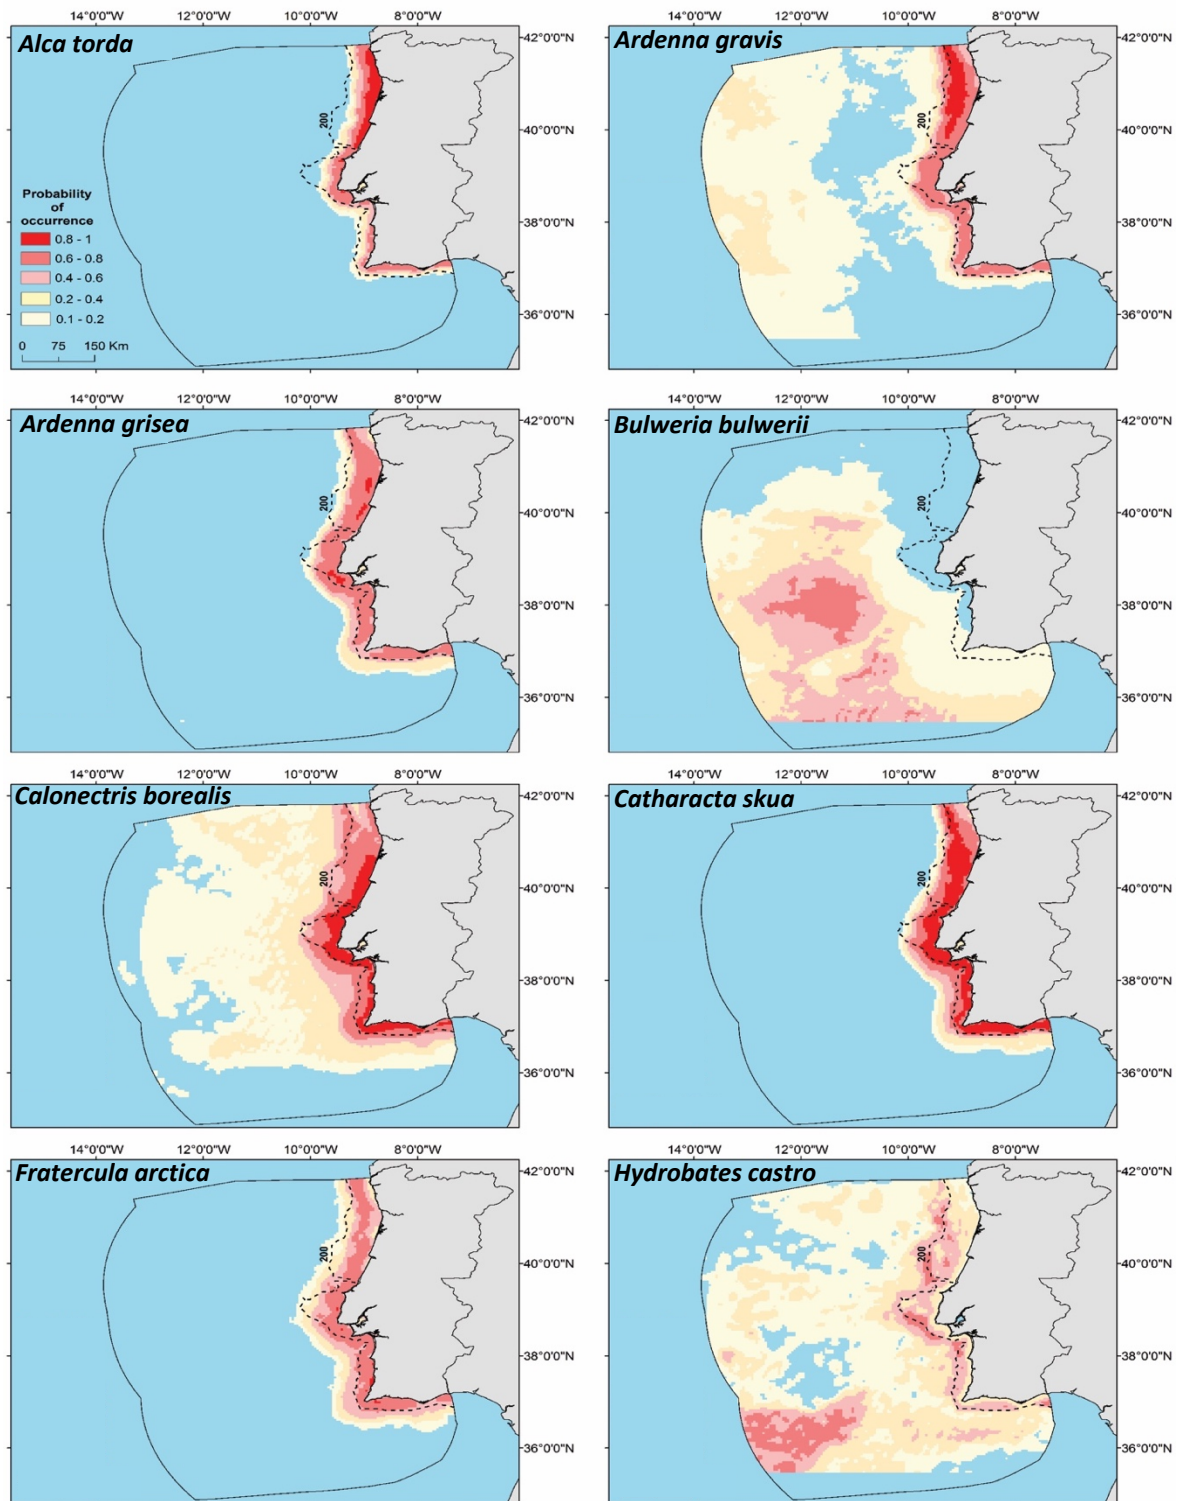 14°0'0"W 12°0'0"W 10°0'0"W 8°0'0"W
14°0'0"W 12°0'0"W 10°0'0"W 8°0'0"W
Alca torda
42°0'0"N
40°0'0"N
38°0'0"N
36°0'0"N
200
Probability
of
occurrence
0.8 - 1
0.6 - 0.8
0.4 - 0.6
0.2 - 0.4
0.1 - 0.2
0 75 150 Km
Ardenna gravis
42°0'0"N
40°0'0"N
38°0'0"N
36°0'0"N
200
14°0'0"W 12°0'0"W 10°0'0"W 8°0'0"W
14°0'0"W 12°0'0"W 10°0'0"W 8°0'0"W
Ardenna grisea
42°0'0"N
40°0'0"N
38°0'0"N
36°0'0"N
200
Bulweria bulwerii
42°0'0"N
40°0'0"N
38°0'0"N
36°0'0"N
200
14°0'0"W 12°0'0"W 10°0'0"W 8°0'0"W
14°0'0"W 12°0'0"W 10°0'0"W 8°0'0"W
Calonectris borealis
42°0'0"N
40°0'0"N
38°0'0"N
36°0'0"N
200
Catharacta skua
42°0'0"N
40°0'0"N
38°0'0"N
36°0'0"N
200
14°0'0"W 12°0'0"W 10°0'0"W 8°0'0"W
14°0'0"W 12°0'0"W 10°0'0"W 8°0'0"W
Fratercula arctica
42°0'0"N
40°0'0"N
38°0'0"N
36°0'0"N
200
Hydrobates castro
42°0'0"N
40°0'0"N
38°0'0"N
36°0'0"N
200